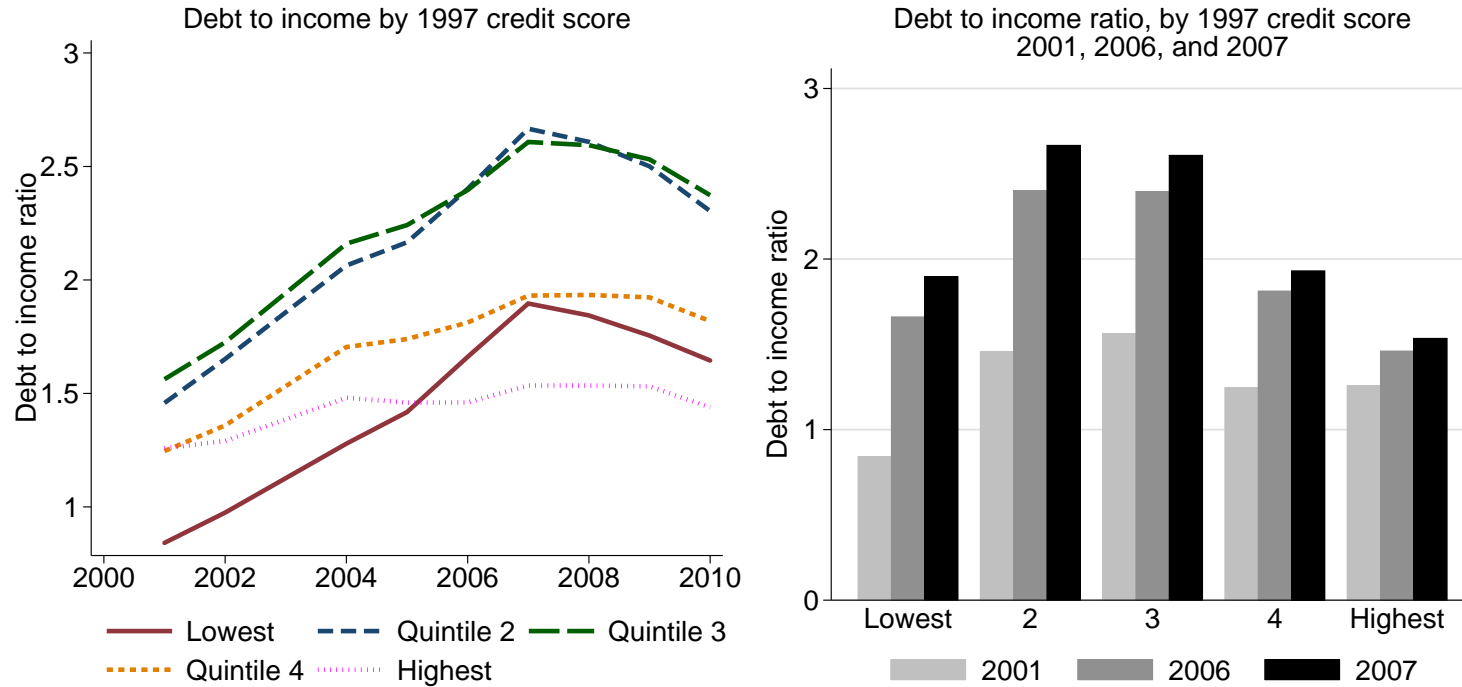 Debt to income by 1997 credit score
Debt to income ratio
3
2.5
2
1.5
1
2000 2002 2004 2006 2008 2010
Lowest Quintile 2 Quintile 3
Quintile 4 Highest
Debt to income ratio, by 1997 credit score
2001, 2006, and 2007
Debt to income ratio
3
2
1
0
Lowest 2 3 4 Highest
2001 2006 2007